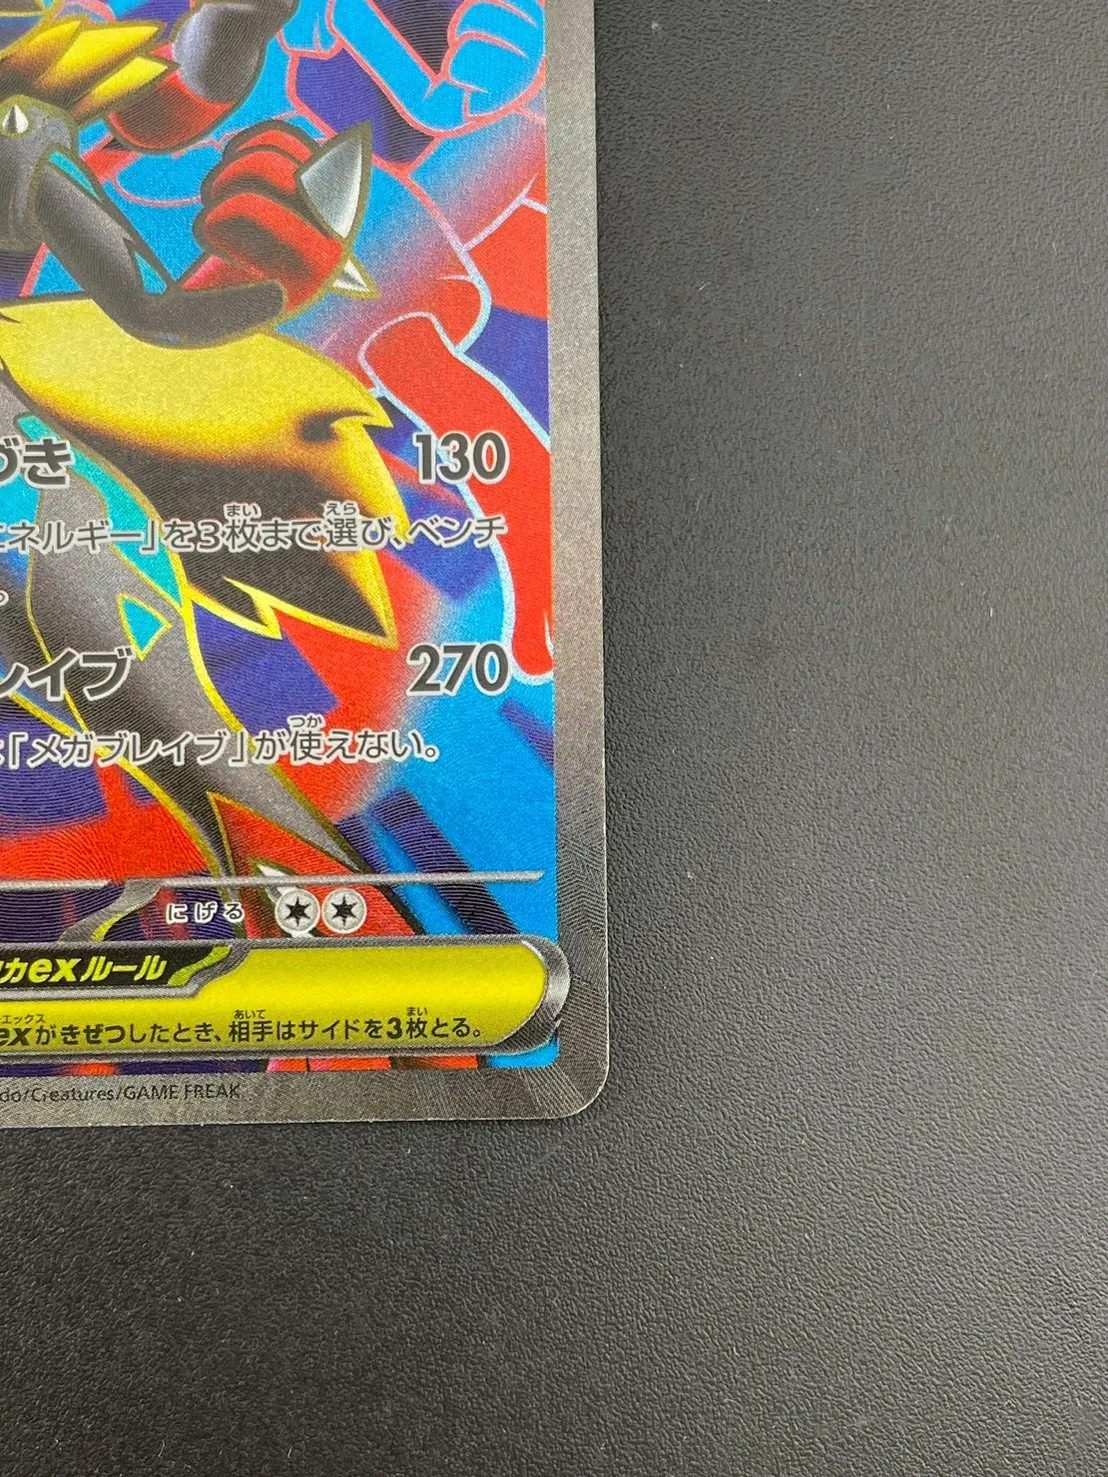 づき 130
エネルギー」を3枚まで選び、ベンチ
。
レイブ 270
は「メガブレイブ」が使えない。
にげる
カexルール
exがきぜつしたとき、相手はサイドを3枚とる。
do/Creatures/GAME FREAK